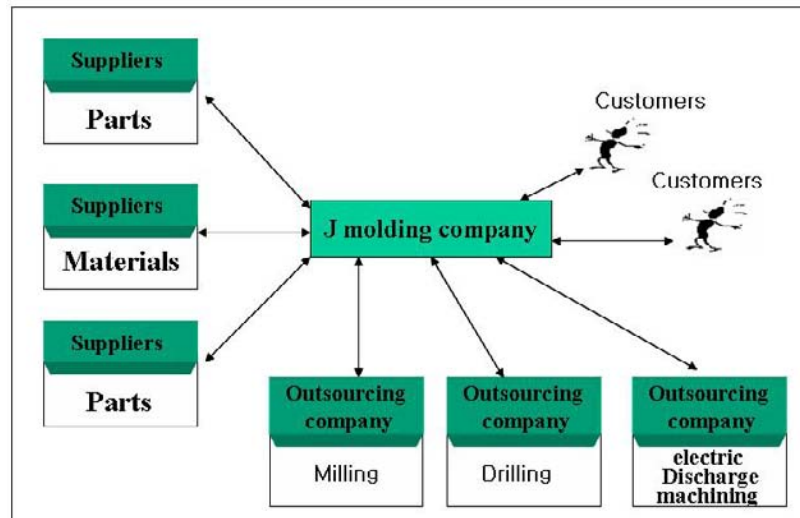 Suppliers
Parts
Suppliers
Materials
Suppliers
Parts
Customers
Customers
J molding company
Outsourcing
company
Milling
Outsourcing
company
Drilling
Outsourcing
company
electric
Discharge
machining